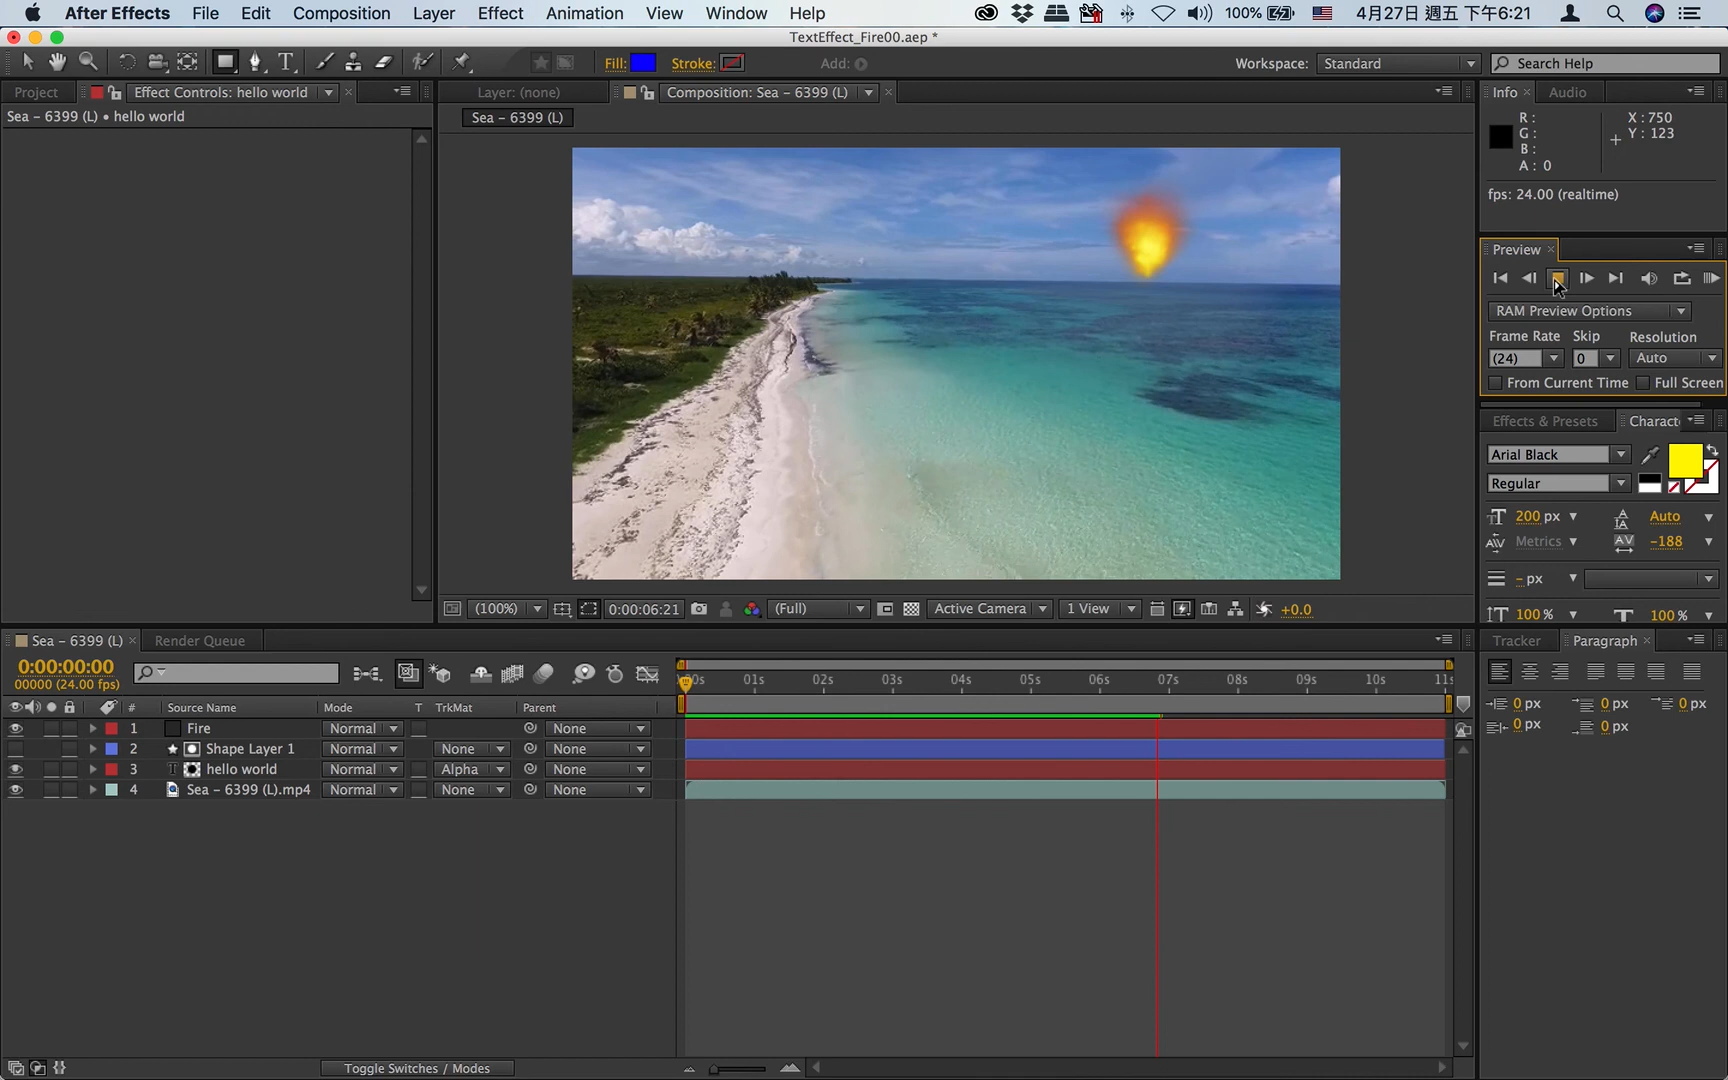 After Effects File Edit Composition Layer Effect Animation View Window Help 100% 4月27日 週五 下午6:21
TextEffect_Fire00.aep *
T Fill: Stroke: Add: Workspace: Standard Search Help
Project Effect Controls: hello world Layer: (none) Composition: Sea – 6399 (L) Info Audio
Sea – 6399 (L) • hello world
Sea – 6399 (L)
R : X : 750
G : Y : 123
B :
A : 0
fps: 24.00 (realtime)
Preview
RAM Preview Options
Frame Rate Skip Resolution
(24) 0 Auto
From Current Time Full Screen
Effects & Presets Charact
Arial Black
Regular
200 px Auto
Metrics -188
- px
100 % 100 %
(100%) 0:00:06:21 (Full) Active Camera 1 View +0.0
Sea – 6399 (L) Render Queue Tracker Paragraph
0:00:00:00
00000 (24.00 fps)
00s 01s 02s 03s 04s 05s 06s 07s 08s 09s 10s 11s
# Source Name Mode T TrkMat Parent
1 Fire Normal None
2 Shape Layer 1 Normal None None
3 T hello world Normal Alpha None
4 Sea – 6399 (L).mp4 Normal None None
0 px 0 px 0 px
0 px 0 px
Toggle Switches / Modes